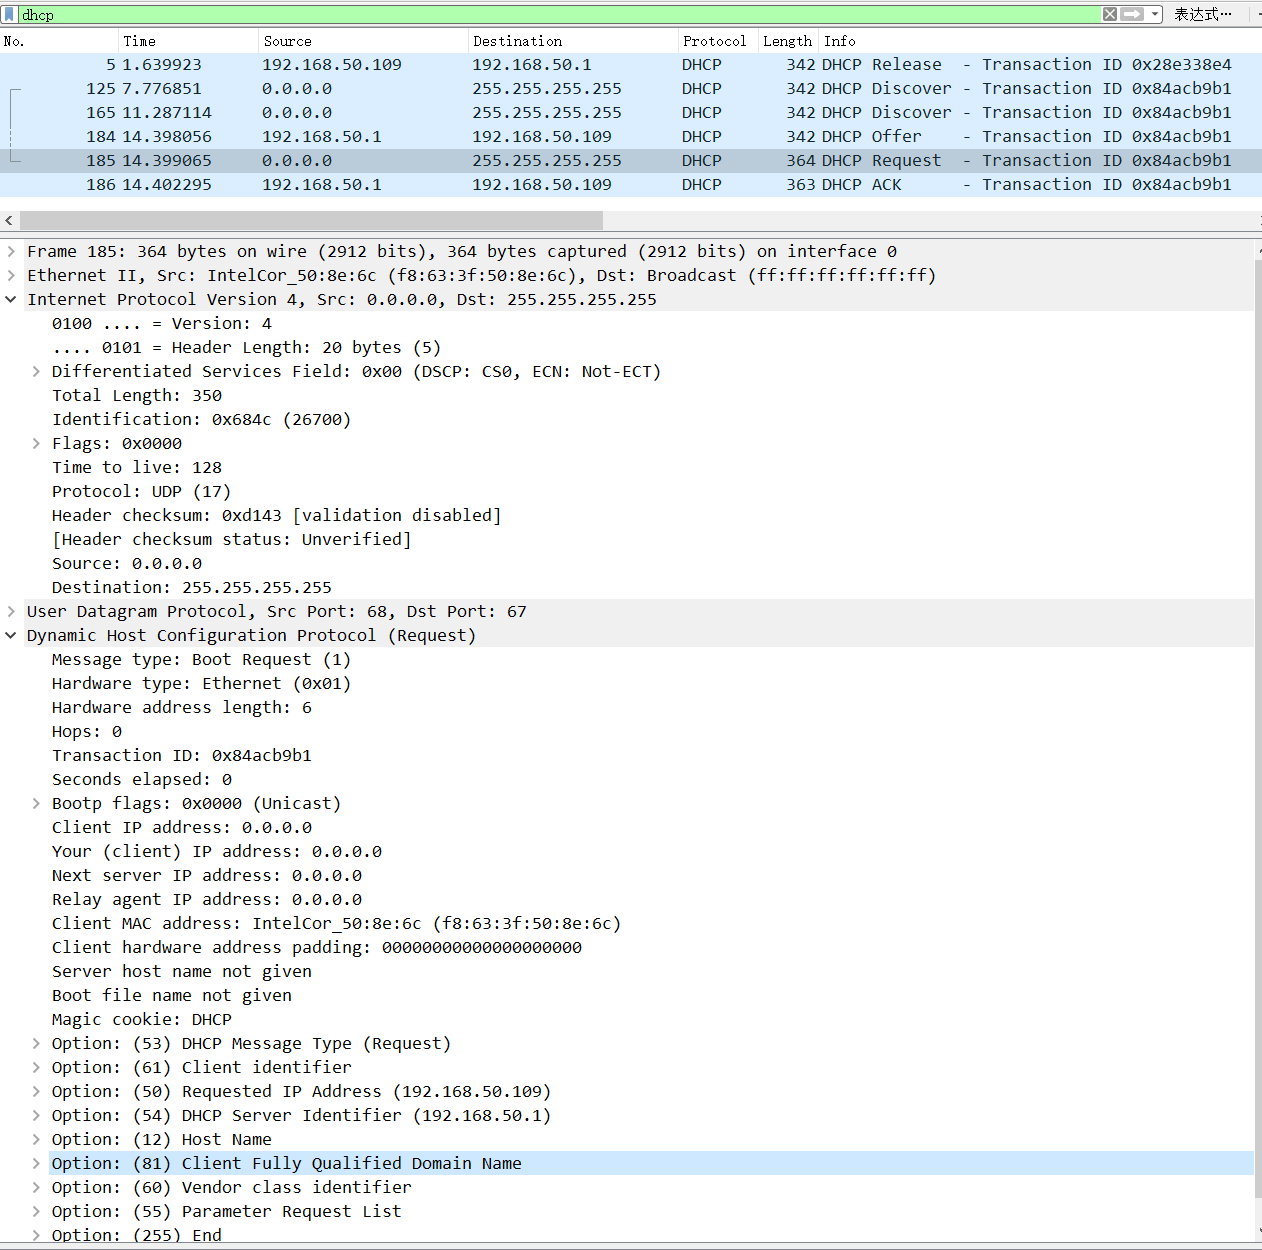 dhcp 表达式…
No. Time Source Destination Protocol Length Info
5 1.639923 192.168.50.109 192.168.50.1 DHCP 342 DHCP Release - Transaction ID 0x28e338e4
125 7.776851 0.0.0.0 255.255.255.255 DHCP 342 DHCP Discover - Transaction ID 0x84acb9b1
165 11.287114 0.0.0.0 255.255.255.255 DHCP 342 DHCP Discover - Transaction ID 0x84acb9b1
184 14.398056 192.168.50.1 192.168.50.109 DHCP 342 DHCP Offer - Transaction ID 0x84acb9b1
185 14.399065 0.0.0.0 255.255.255.255 DHCP 364 DHCP Request - Transaction ID 0x84acb9b1
186 14.402295 192.168.50.1 192.168.50.109 DHCP 363 DHCP ACK - Transaction ID 0x84acb9b1
Frame 185: 364 bytes on wire (2912 bits), 364 bytes captured (2912 bits) on interface 0
Ethernet II, Src: IntelCor_50:8e:6c (f8:63:3f:50:8e:6c), Dst: Broadcast (ff:ff:ff:ff:ff:ff)
Internet Protocol Version 4, Src: 0.0.0.0, Dst: 255.255.255.255
0100 .... = Version: 4
.... 0101 = Header Length: 20 bytes (5)
Differentiated Services Field: 0x00 (DSCP: CS0, ECN: Not-ECT)
Total Length: 350
Identification: 0x684c (26700)
Flags: 0x0000
Time to live: 128
Protocol: UDP (17)
Header checksum: 0xd143 [validation disabled]
[Header checksum status: Unverified]
Source: 0.0.0.0
Destination: 255.255.255.255
User Datagram Protocol, Src Port: 68, Dst Port: 67
Dynamic Host Configuration Protocol (Request)
Message type: Boot Request (1)
Hardware type: Ethernet (0x01)
Hardware address length: 6
Hops: 0
Transaction ID: 0x84acb9b1
Seconds elapsed: 0
Bootp flags: 0x0000 (Unicast)
Client IP address: 0.0.0.0
Your (client) IP address: 0.0.0.0
Next server IP address: 0.0.0.0
Relay agent IP address: 0.0.0.0
Client MAC address: IntelCor_50:8e:6c (f8:63:3f:50:8e:6c)
Client hardware address padding: 00000000000000000000
Server host name not given
Boot file name not given
Magic cookie: DHCP
Option: (53) DHCP Message Type (Request)
Option: (61) Client identifier
Option: (50) Requested IP Address (192.168.50.109)
Option: (54) DHCP Server Identifier (192.168.50.1)
Option: (12) Host Name
Option: (81) Client Fully Qualified Domain Name
Option: (60) Vendor class identifier
Option: (55) Parameter Request List
Option: (255) End